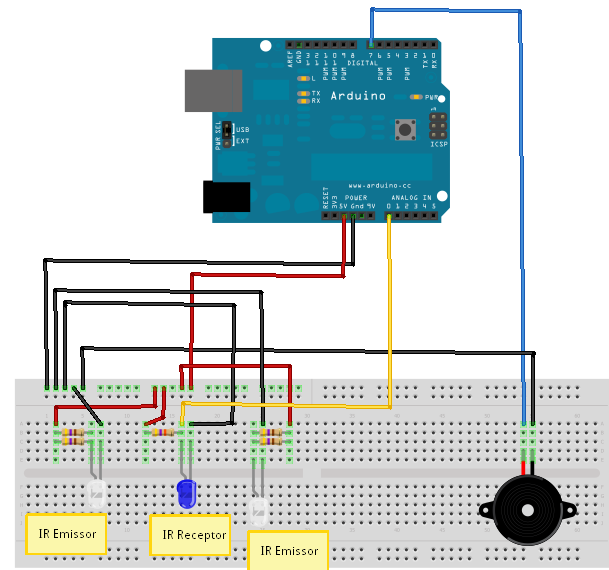 AREF
GND
13
12
11
10
9
8
7
6
5
4
3
2
1
0
PWM
PWM
PWM
PWM
PWM
PWM
TX
RX
DIGITAL
L
TX
RX
Arduino
PWR
1
ICSP
PWR SEL
USB
EXT
www.arduino.cc
RESET
3V3
5V
Gnd
9V
POWER
ANALOG IN
0 1 2 3 4 5
IR Emissor
IR Receptor
IR Emissor